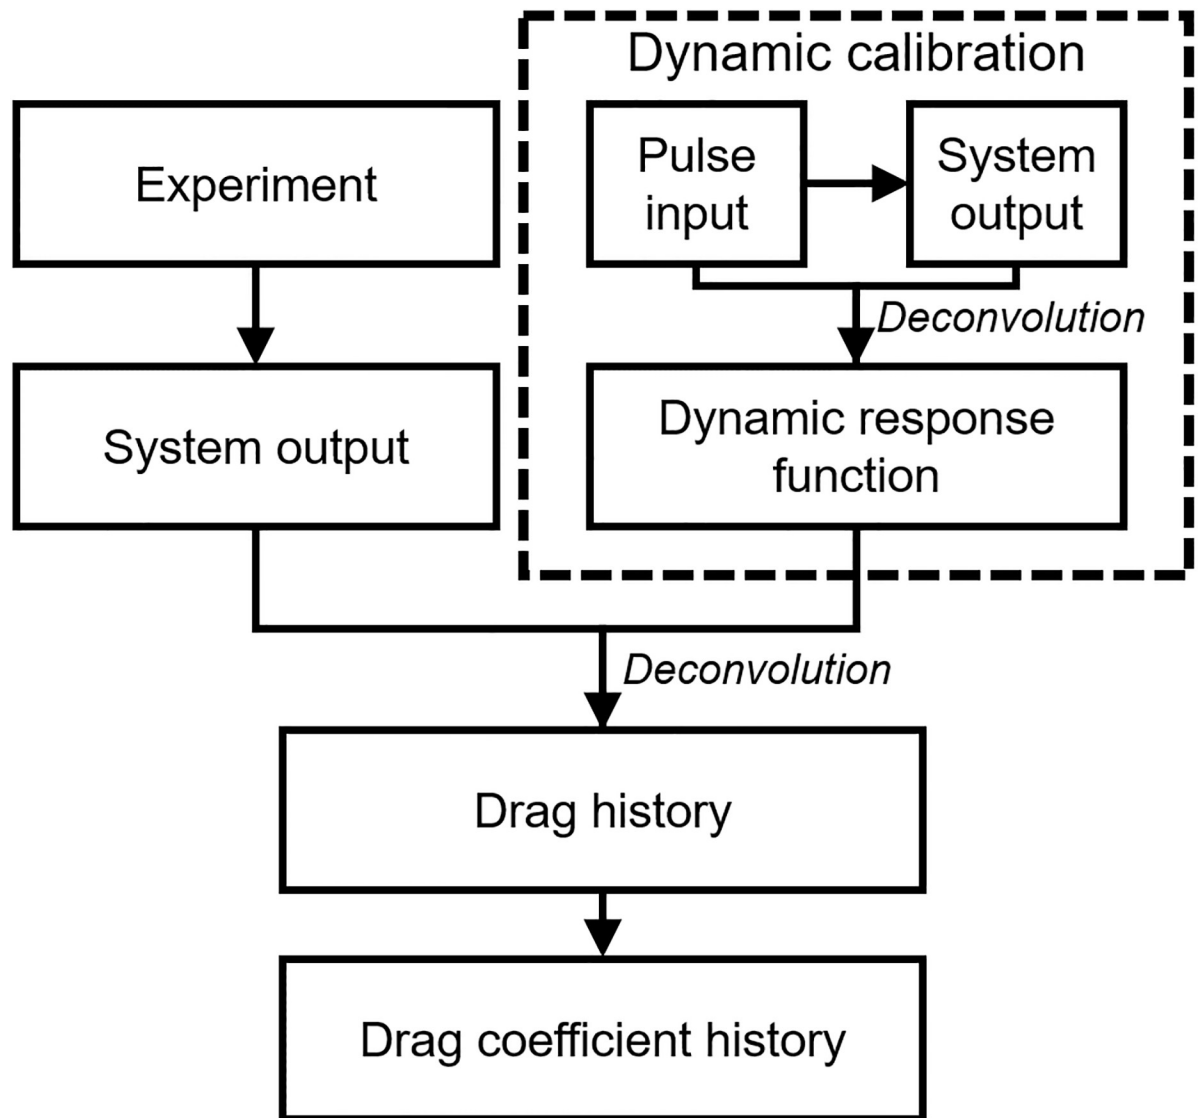 Dynamic calibration
Experiment
Pulse
input
System
output
Deconvolution
System output
Dynamic response
function
Deconvolution
Drag history
Drag coefficient history